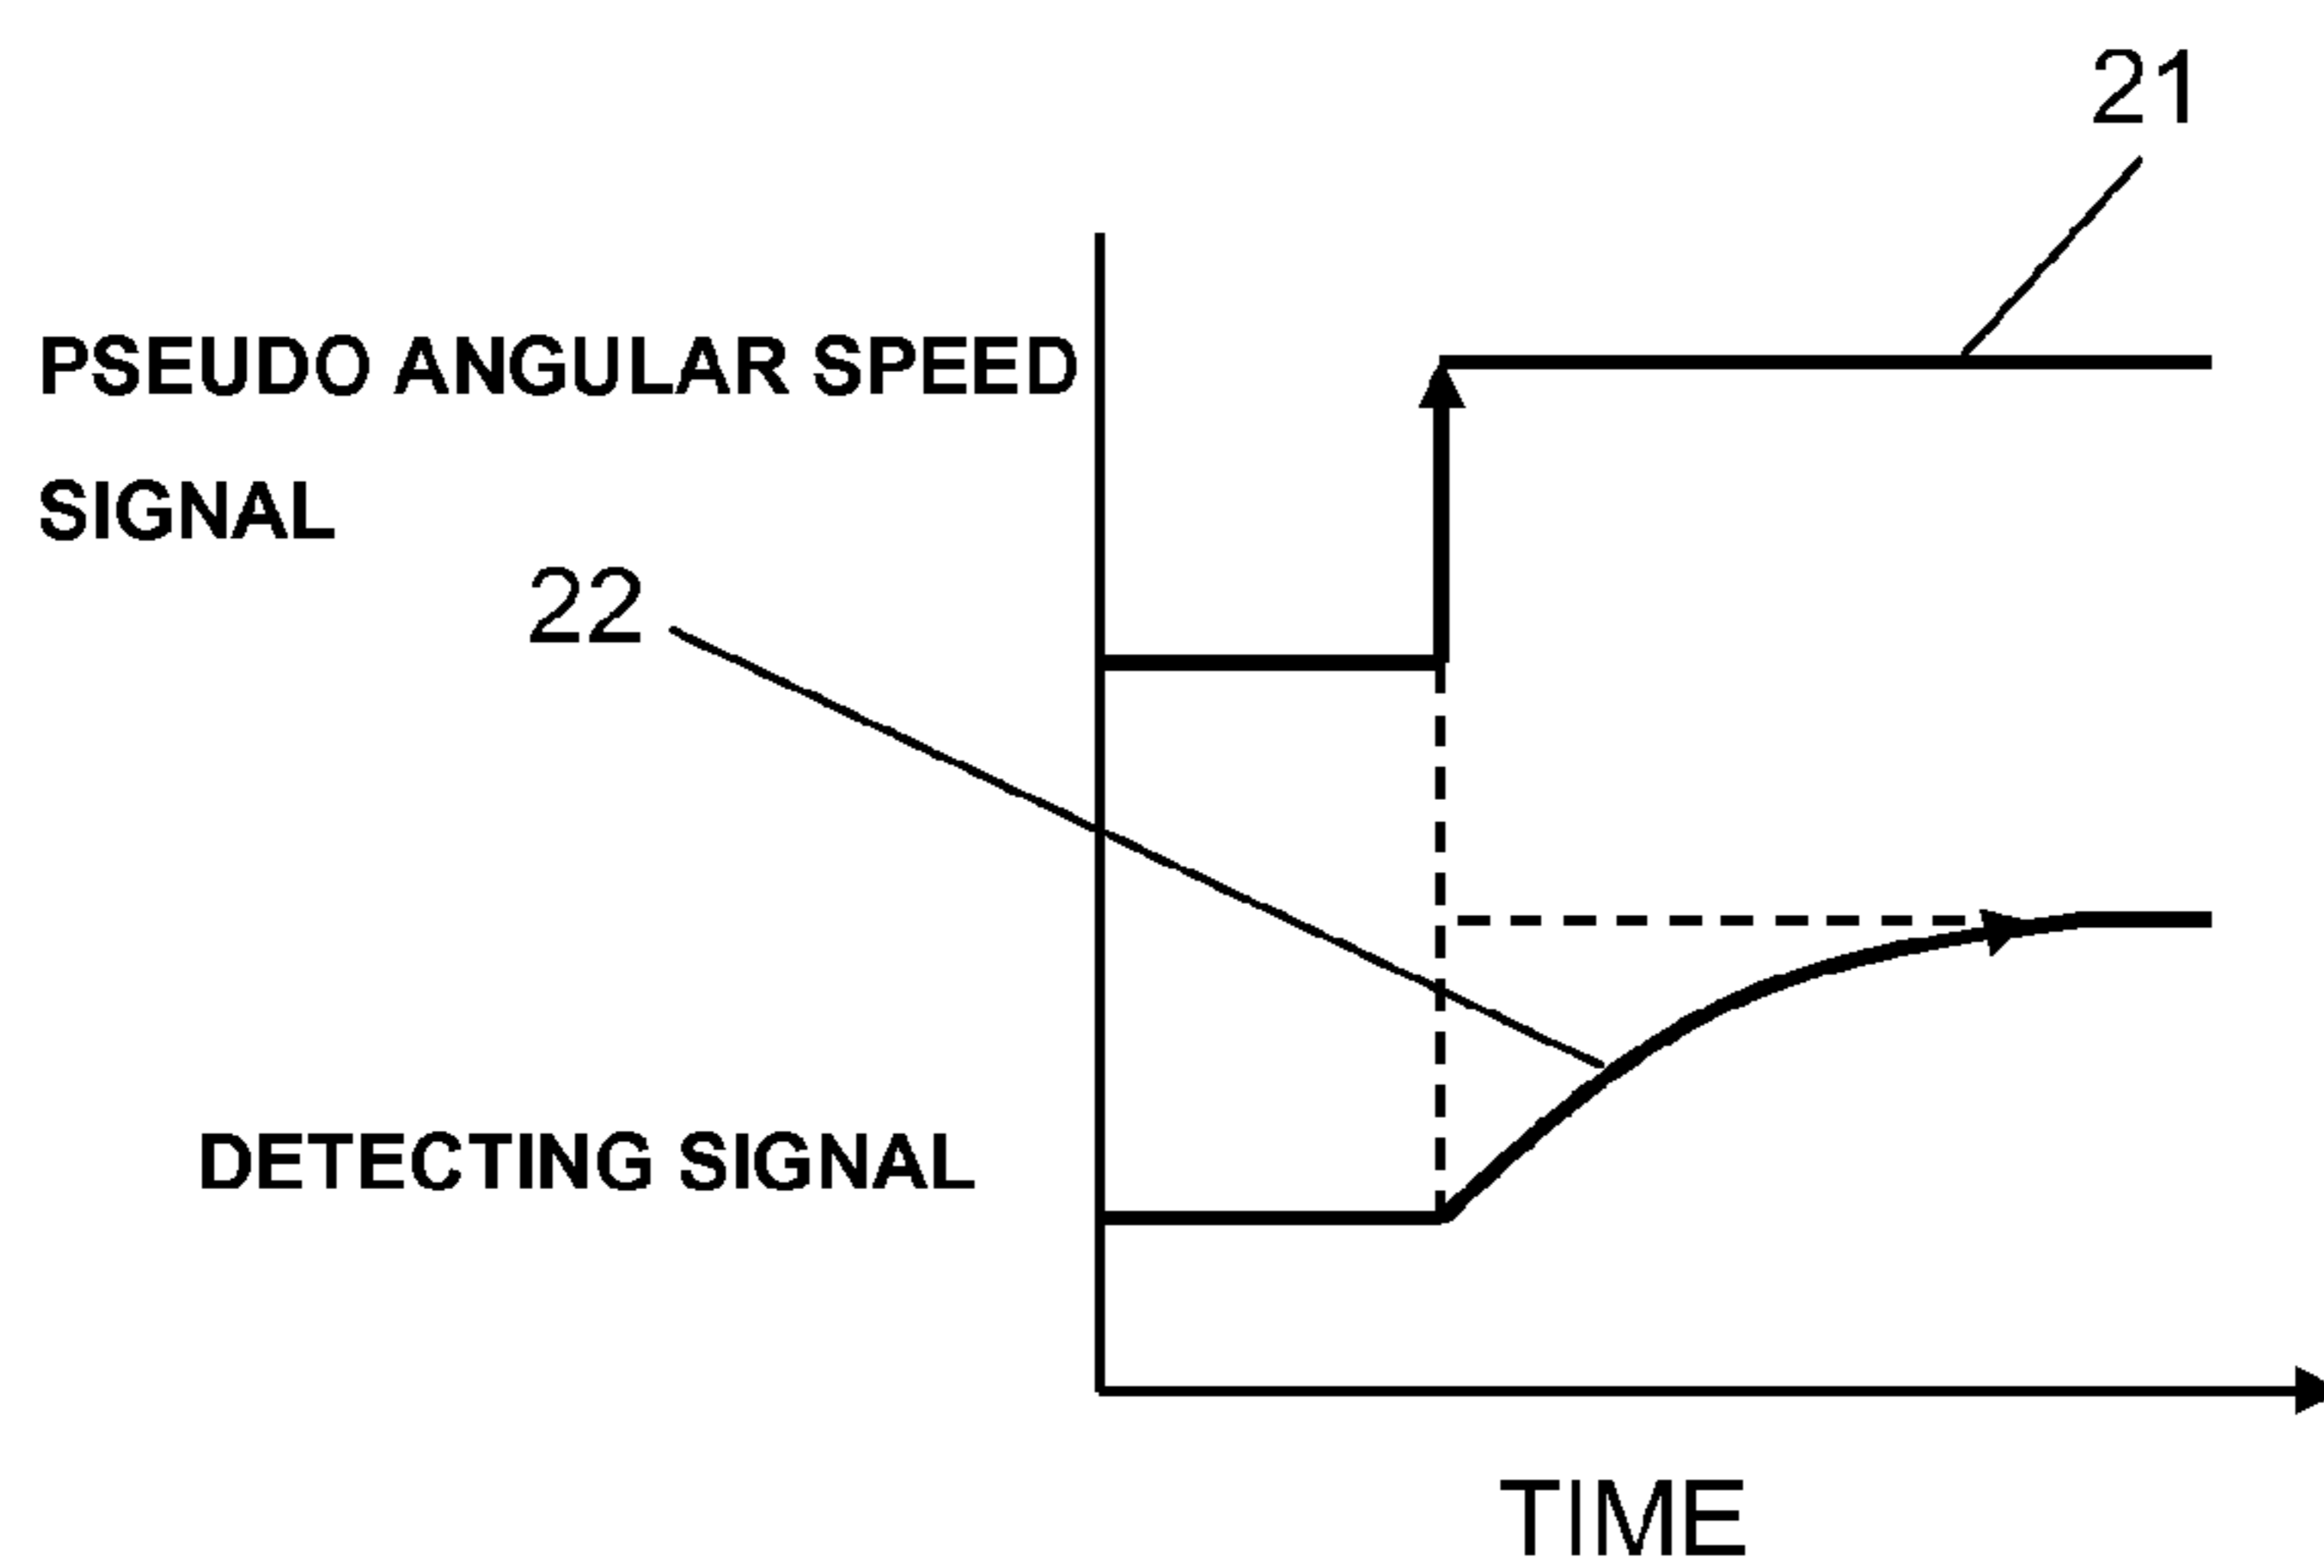 21
PSEUDO ANGULAR SPEED
SIGNAL
22
DETECTING SIGNAL
TIME